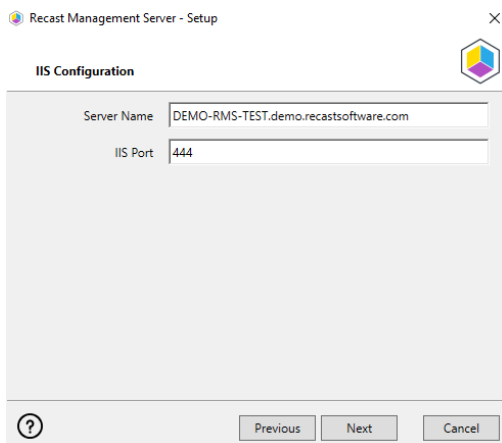 Recast Management Server - Setup
IIS Configuration
Server Name DEMO-RMS-TEST.demo.recastsoftware.com
IIS Port 444
? Previous Next Cancel